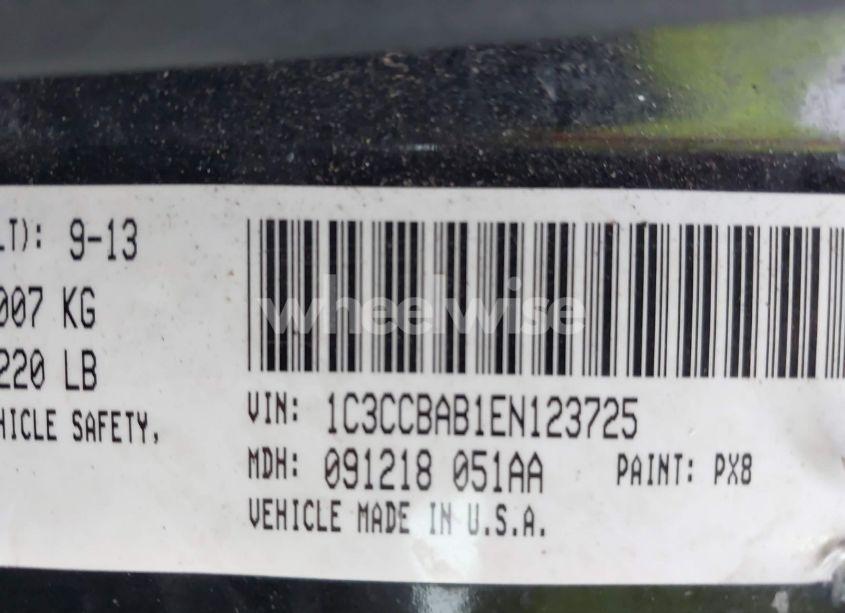 LT): 9-13
007 KG
220 LB
HICLE SAFETY,
wheelwise
VIN: 1C3CCBAB1EN123725
MDH: 091218 051AA PAINT: PX8
VEHICLE MADE IN U.S.A.